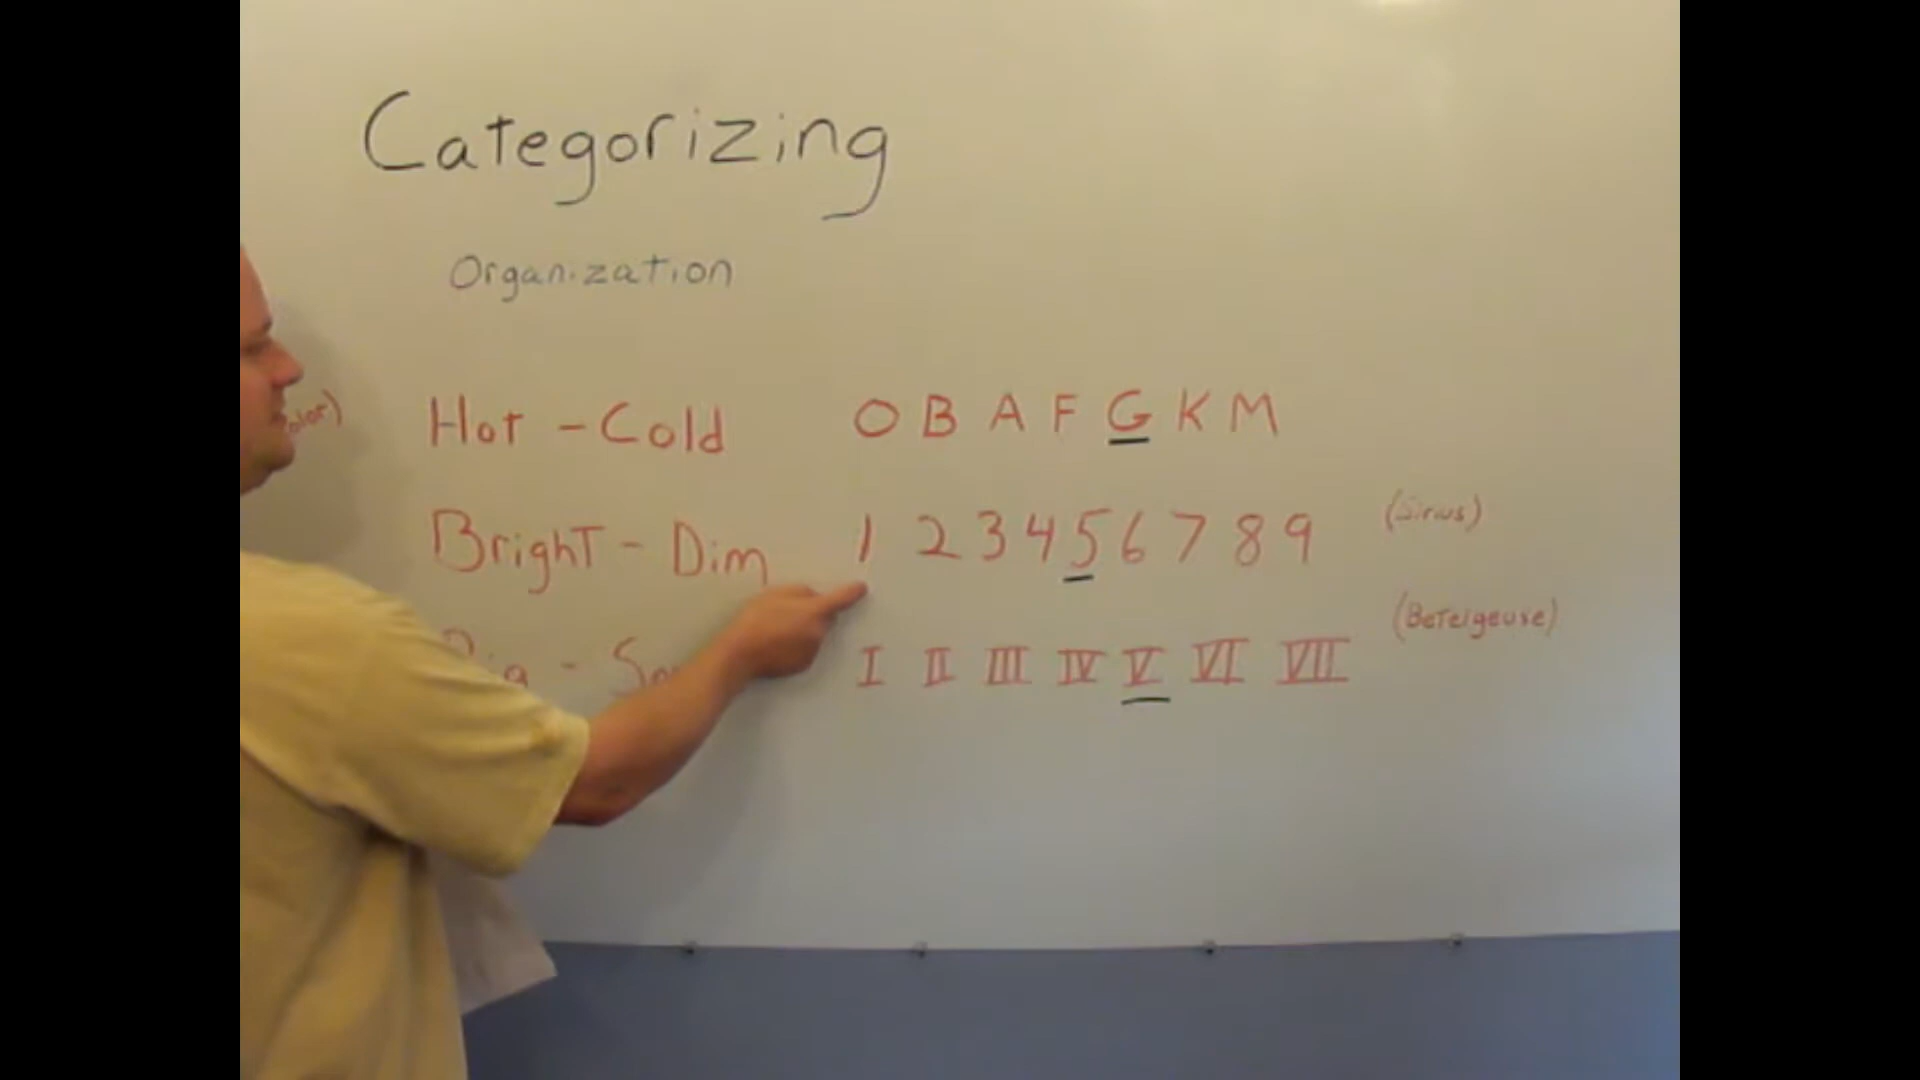 Categorizing
Organization
Hot - Cold O B A F G K M
Bright - Dim 1 2 3 4 5 6 7 8 9 (Sirius)
I II III IV V VI VII (Betelgeuse)